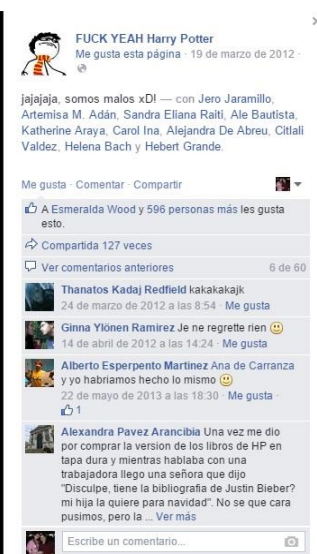 FUCK YEAH Harry Potter
Me gusta esta página · 19 de marzo de 2012 ·
jajajaja, somos malos xD! — con Jero Jaramillo,
Artemisa M. Adán, Sandra Eliana Raiti, Ale Bautista,
Katherine Araya, Carol Ina, Alejandra De Abreu, Citlali
Valdez, Helena Bach y Hebert Grande.
Me gusta · Comentar · Compartir
A Esmeralda Wood y 596 personas más les gusta
esto.
Compartida 127 veces
Ver comentarios anteriores 6 de 60
Thanatos Kadaj Redfield kakakakajk
24 de marzo de 2012 a las 8:54 · Me gusta
Ginna Ylönen Ramirez Je ne regrette rien
14 de abril de 2012 a las 14:24 · Me gusta
Alberto Esperpento Martinez Ana de Carranza
y yo habriamos hecho lo mismo
22 de mayo de 2013 a las 18:30 · Me gusta ·
1
Alexandra Pavez Arancibia Una vez me dio
por comprar la version de los libros de HP en
tapa dura y mientras hablaba con una
trabajadora llego una señora que dijo
"Disculpe, tiene la bibliografia de Justin Bieber?
mi hija la quiere para navidad". No se que cara
pusimos, pero la ... Ver más
Escribe un comentario...